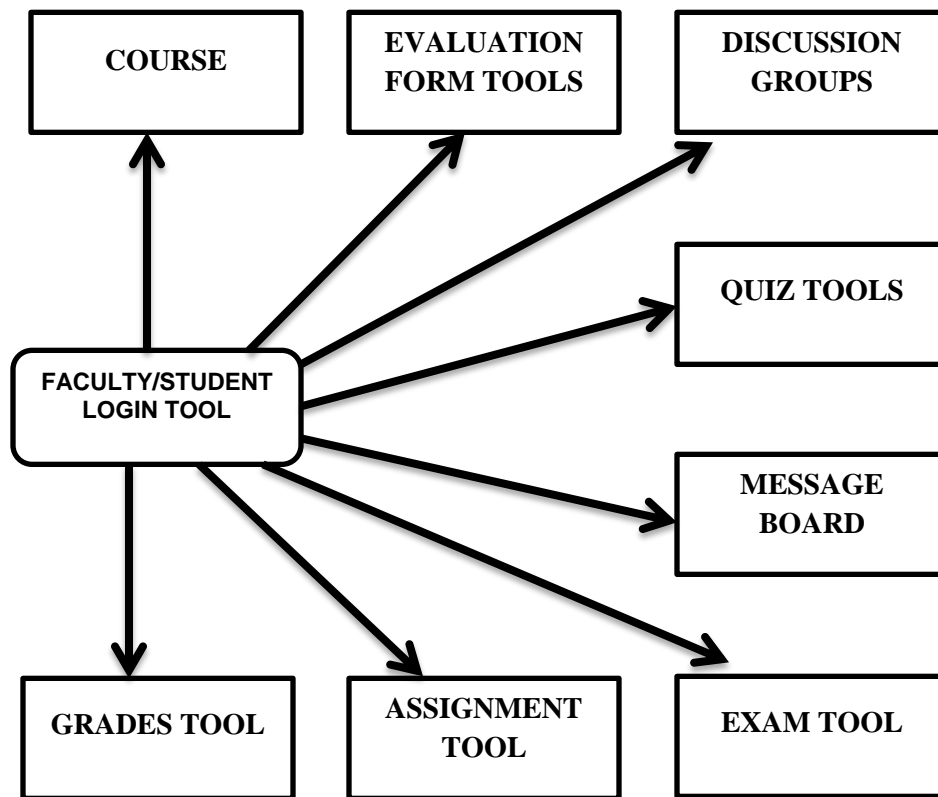 COURSE
EVALUATION
FORM TOOLS
DISCUSSION
GROUPS
QUIZ TOOLS
FACULTY/STUDENT
LOGIN TOOL
MESSAGE
BOARD
GRADES TOOL
ASSIGNMENT
TOOL
EXAM TOOL